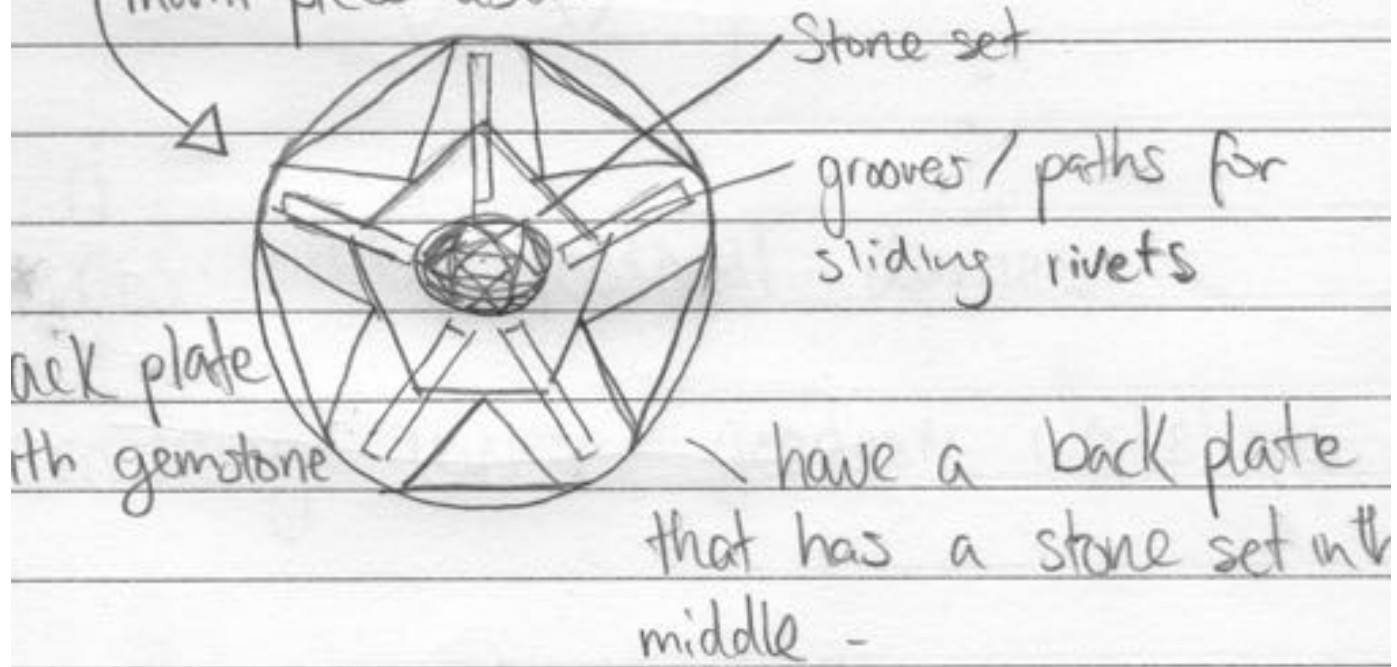 Stone set
grooves / paths for
sliding rivets
ack plate
th gemstone
have a back plate
that has a stone set in th
middle -